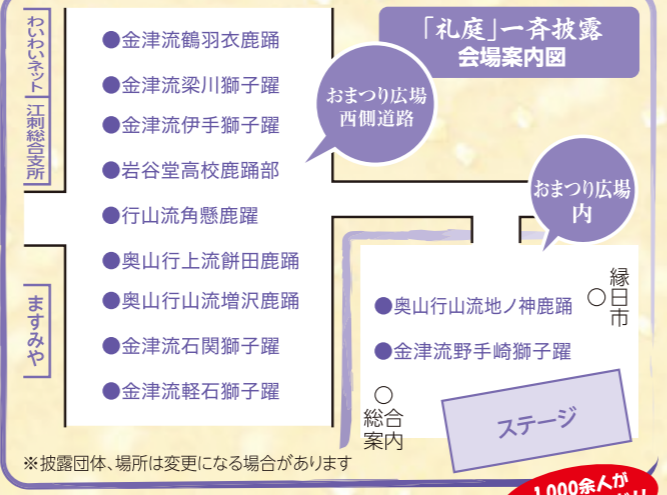 「礼庭」一斉披露
会場案内図
わいわいネット
江刺総合支所
ますみや
●金津流鶴羽衣鹿踊
●金津流梁川獅子躍
●金津流伊手獅子躍
●岩谷堂高校鹿踊部
●行山流角懸鹿躍
●奥山行上流餅田鹿踊
●奥山行山流増沢鹿踊
●金津流石関獅子躍
●金津流軽石獅子躍
おまつり広場
西側道路
おまつり広場
内
●奥山行山流地ノ神鹿踊
●金津流野手崎獅子躍
○縁日市
○
総合
案内
ステージ
※披露団体、場所は変更になる場合があります
1,000余人が